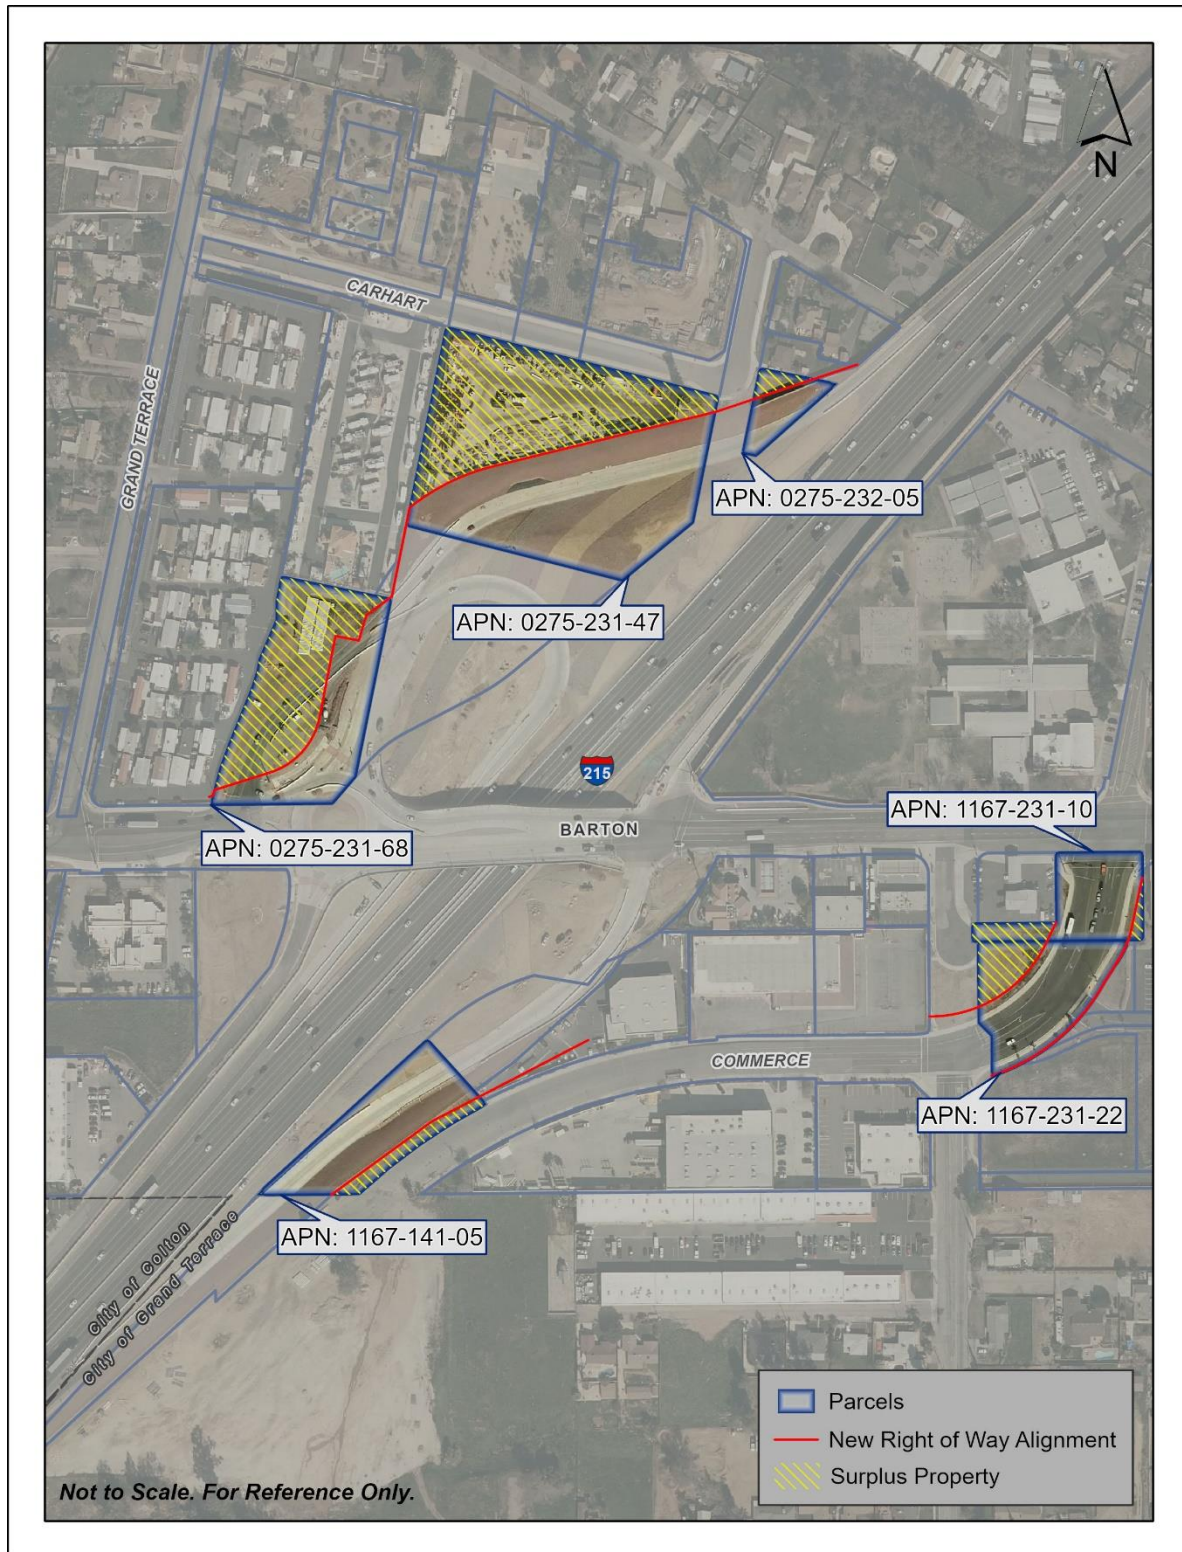 N
CARHART
GRAND TERRACE
APN: 0275-232-05
APN: 0275-231-47
215
APN: 1167-231-10
BARTON
APN: 0275-231-68
COMMERCE
APN: 1167-231-22
APN: 1167-141-05
City of Colton
City of Grand Terrace
Parcels
New Right of Way Alignment
Surplus Property
Not to Scale. For Reference Only.